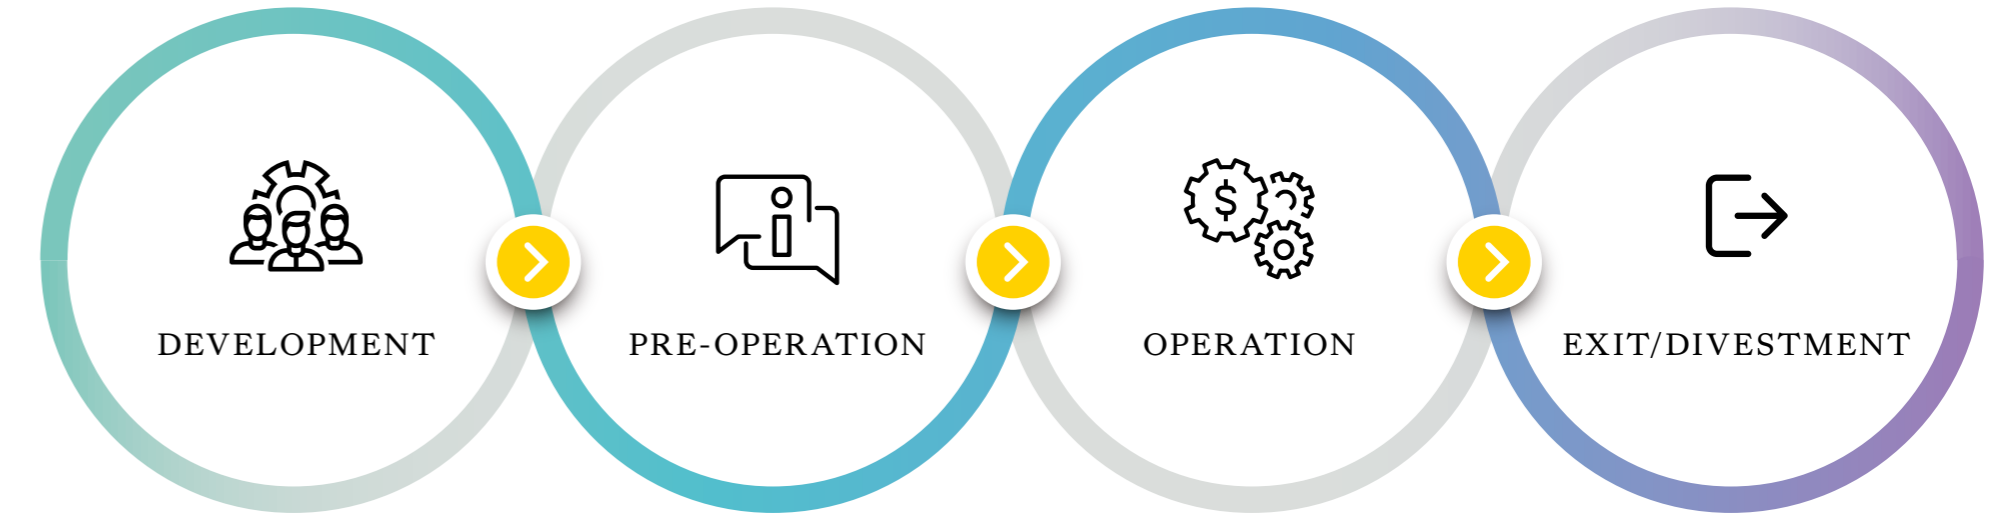 DEVELOPMENT
PRE-OPERATION
OPERATION
EXIT/DIVESTMENT